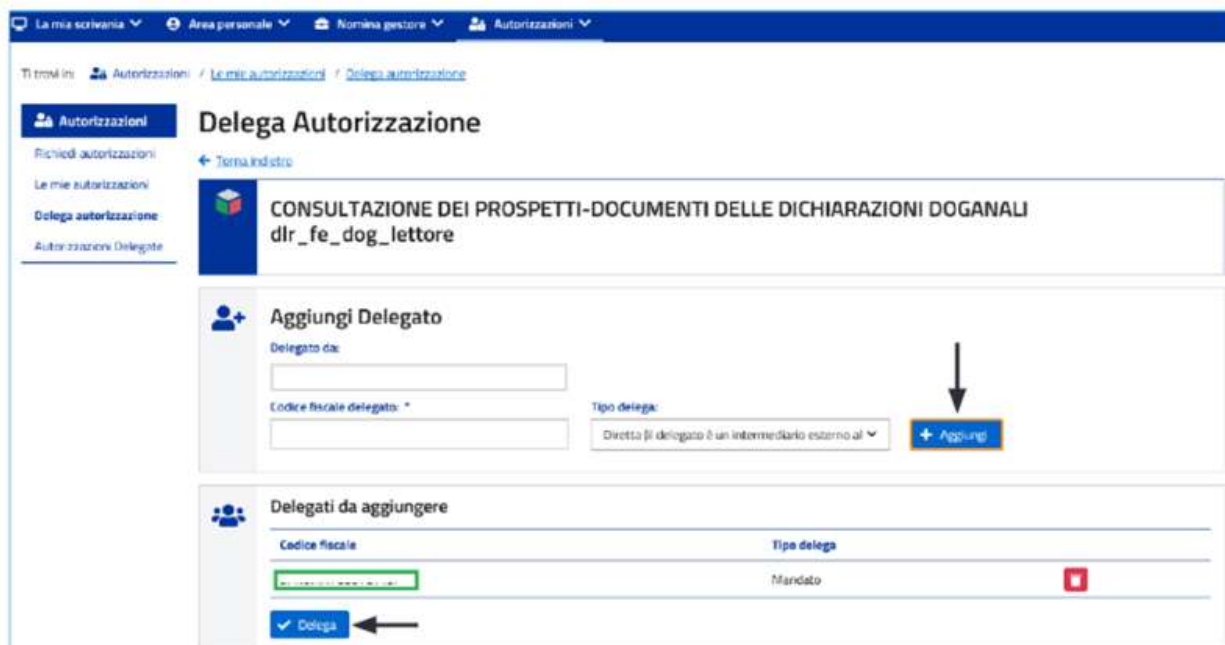 La mia scrivania Area personale Nomina gestore Autorizzazioni
Ti trovi in: Autorizzazioni / Le mie autorizzazioni / Delega autorizzazione
Autorizzazioni
Richiedi autorizzazioni
Le mie autorizzazioni
Delega autorizzazione
Autorizzazioni Delegate
Delega Autorizzazione
Torna indietro
CONSULTAZIONE DEI PROSPETTI-DOCUMENTI DELLE DICHIARAZIONI DOGANALI
dlr_fe_dog_lettore
Aggiungi Delegato
Delegato da:
Codice fiscale delegato: *
Tipo delega:
Diretta (il delegato è un intermediario esterno al
Aggiungi
Delegati da aggiungere
Codice fiscale Tipo delega
Mandato
Delega